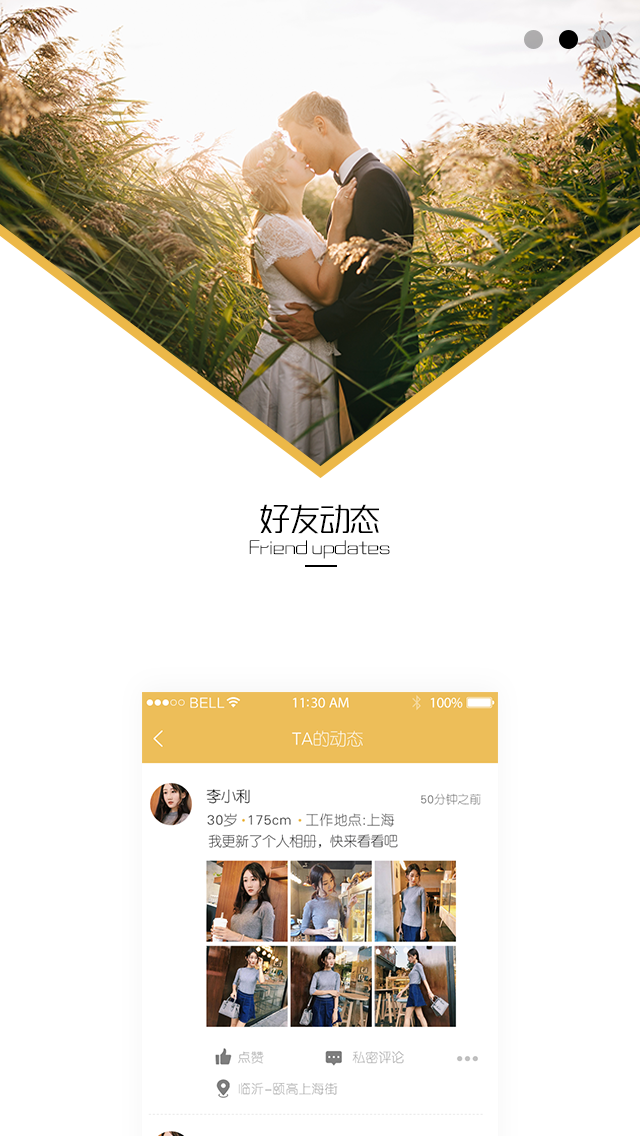 好友动态
Friend updates
BELL 11:30 AM 100%
TA的动态
李小利 50分钟之前
30岁·175cm·工作地点:上海
我更新了个人相册，快来看看吧
点赞 私密评论
临沂-颐高上海街